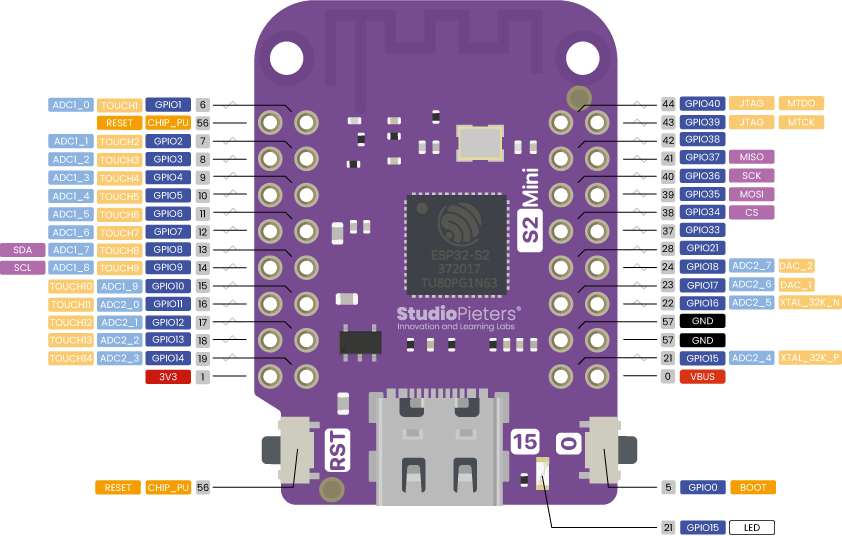 ADC1_0 TOUCH1 GPIO1 6
RESET CHIP_PU 56
ADC1_1 TOUCH2 GPIO2 7
ADC1_2 TOUCH3 GPIO3 8
ADC1_3 TOUCH4 GPIO4 9
ADC1_4 TOUCH5 GPIO5 10
ADC1_5 TOUCH6 GPIO6 11
ADC1_6 TOUCH7 GPIO7 12
SDA ADC1_7 TOUCH8 GPIO8 13
SCL ADC1_8 TOUCH9 GPIO9 14
TOUCH10 ADC1_9 GPIO10 15
TOUCH11 ADC2_0 GPIO11 16
TOUCH12 ADC2_1 GPIO12 17
TOUCH13 ADC2_2 GPIO13 18
TOUCH14 ADC2_3 GPIO14 19
3V3 1
RESET CHIP_PU 56
S2 Mini
ESP32-S2
372017
TU80PG1N63
StudioPieters®
Innovation and Learning Labs
RST
15
0
44 GPIO40 JTAG MTDO
43 GPIO39 JTAG MTCK
42 GPIO38
41 GPIO37 MISO
40 GPIO36 SCK
39 GPIO35 MOSI
38 GPIO34 CS
37 GPIO33
28 GPIO21
24 GPIO18 ADC2_7 DAC_2
23 GPIO17 ADC2_6 DAC_1
22 GPIO16 ADC2_5 XTAL_32K_N
57 GND
57 GND
21 GPIO15 ADC2_4 XTAL_32K_P
0 VBUS
5 GPIO0 BOOT
21 GPIO15 LED